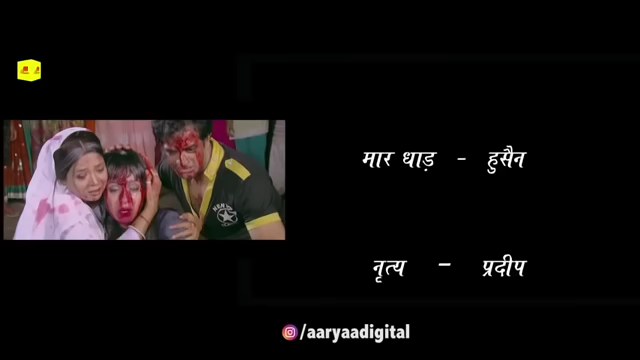 मार धाड़ - हुसैन
नृत्य - प्रदीप
/aaryaadigital